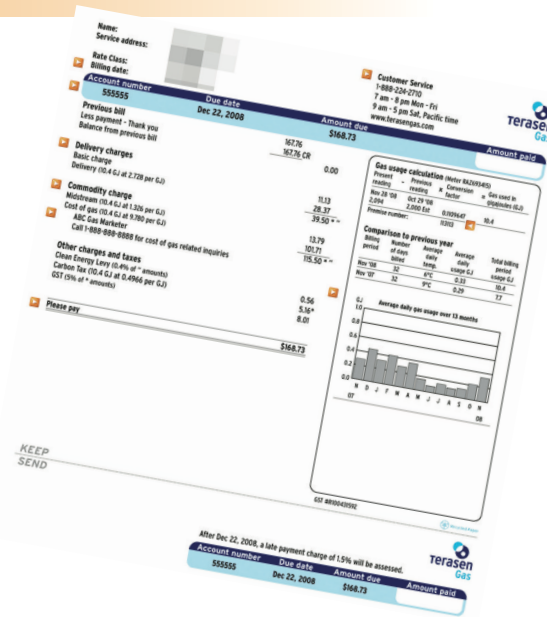 Name:
Service address:
Rate Class:
Billing date:
Customer Service
1-888-224-2710
7 am - 8 pm Mon - Fri
9 am - 5 pm Sat, Pacific time
www.terasengas.com
Terasen
Gas
Account number Due date Amount due Amount paid
555555 Dec 22, 2008 $168.73
Previous bill 167.76
Less payment - Thank you 167.76 CR
Balance from previous bill 0.00
Delivery charges
Basic charge 11.13
Delivery (10.4 GJ at 2.728 per GJ) 28.37
39.50 * ~
Commodity charge
Midstream (10.4 GJ at 1.326 per GJ) 13.79
Cost of gas (10.4 GJ at 9.780 per GJ) 101.71
ABC Gas Marketer 115.50 * ~
Call 1-888-888-8888 for cost of gas related inquiries
Other charges and taxes
Clean Energy Levy (0.4% of ~ amounts) 0.56
Carbon Tax (10.4 GJ at 0.4966 per GJ) 5.16*
GST (5% of * amounts) 8.01
Please pay $168.73
Gas usage calculation
Present reading - Previous reading x Conversion factor = Gas used in gigajoules (GJ)
Nov 28 '08 Oct 29 '08
2,094 2,000 Est 0.1109647 10.4
Premise number: 113113
Comparison to previous year
Billing period Number of days billed Average daily temp. Average daily usage GJ Total billing period usage GJ
Nov '08 32 6°C 0.33 10.4
Nov '07 32 9°C 0.29 7.7
GJ Average daily gas usage over 13 months
1.0
0.8
0.6
0.4
0.2
0.0
N D J F M A M J J A S O N
07 08
KEEP
SEND
After Dec 22, 2008, a late payment charge of 1.5% will be assessed.
Terasen
Gas
Account number Due date Amount due Amount paid
555555 Dec 22, 2008 $168.73